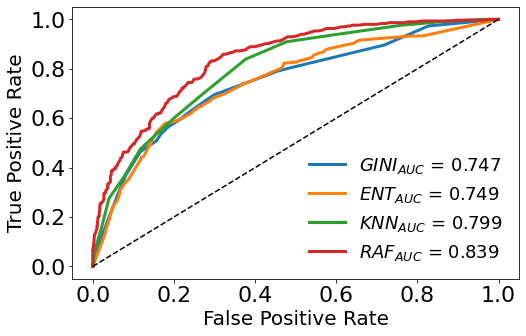 1.0
0.8
0.6
0.4
0.2
0.0
True Positive Rate
GINI_AUC = 0.747
ENT_AUC = 0.749
KNN_AUC = 0.799
RAF_AUC = 0.839
0.0 0.2 0.4 0.6 0.8 1.0
False Positive Rate